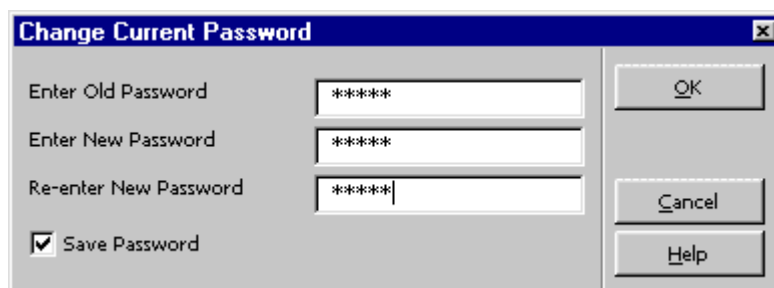 Change Current Password
Enter Old Password *****
OK
Enter New Password *****
Re-enter New Password *****
Cancel
Save Password
Help